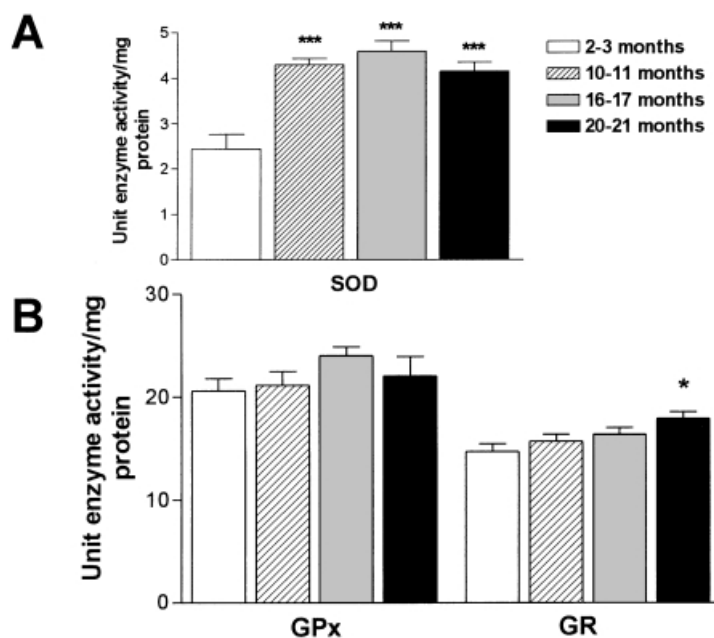 A
Unit enzyme activity/mg
protein
5
4
3
2
1
0
***
***
***
SOD
2-3 months
10-11 months
16-17 months
20-21 months
B
Unit enzyme activity/mg
protein
30
20
10
0
*
GPx
GR